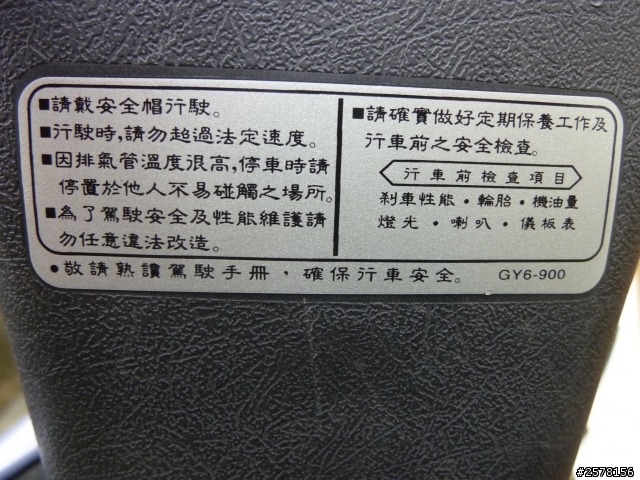 ■請戴安全帽行駛。
■行駛時,請勿超過法定速度。
■因排氣管溫度很高,停車時請
停置於他人不易碰觸之場所。
■為了駕駛安全及性能維護請
勿任意違法改造。
■請確實做好定期保養工作及
行車前之安全檢查。
行車前檢查項目
剎車性能・輪胎・機油量
燈光・喇叭・儀板表
●敬請熟讀駕駛手冊,確保行車安全。 GY6-900
#2578156